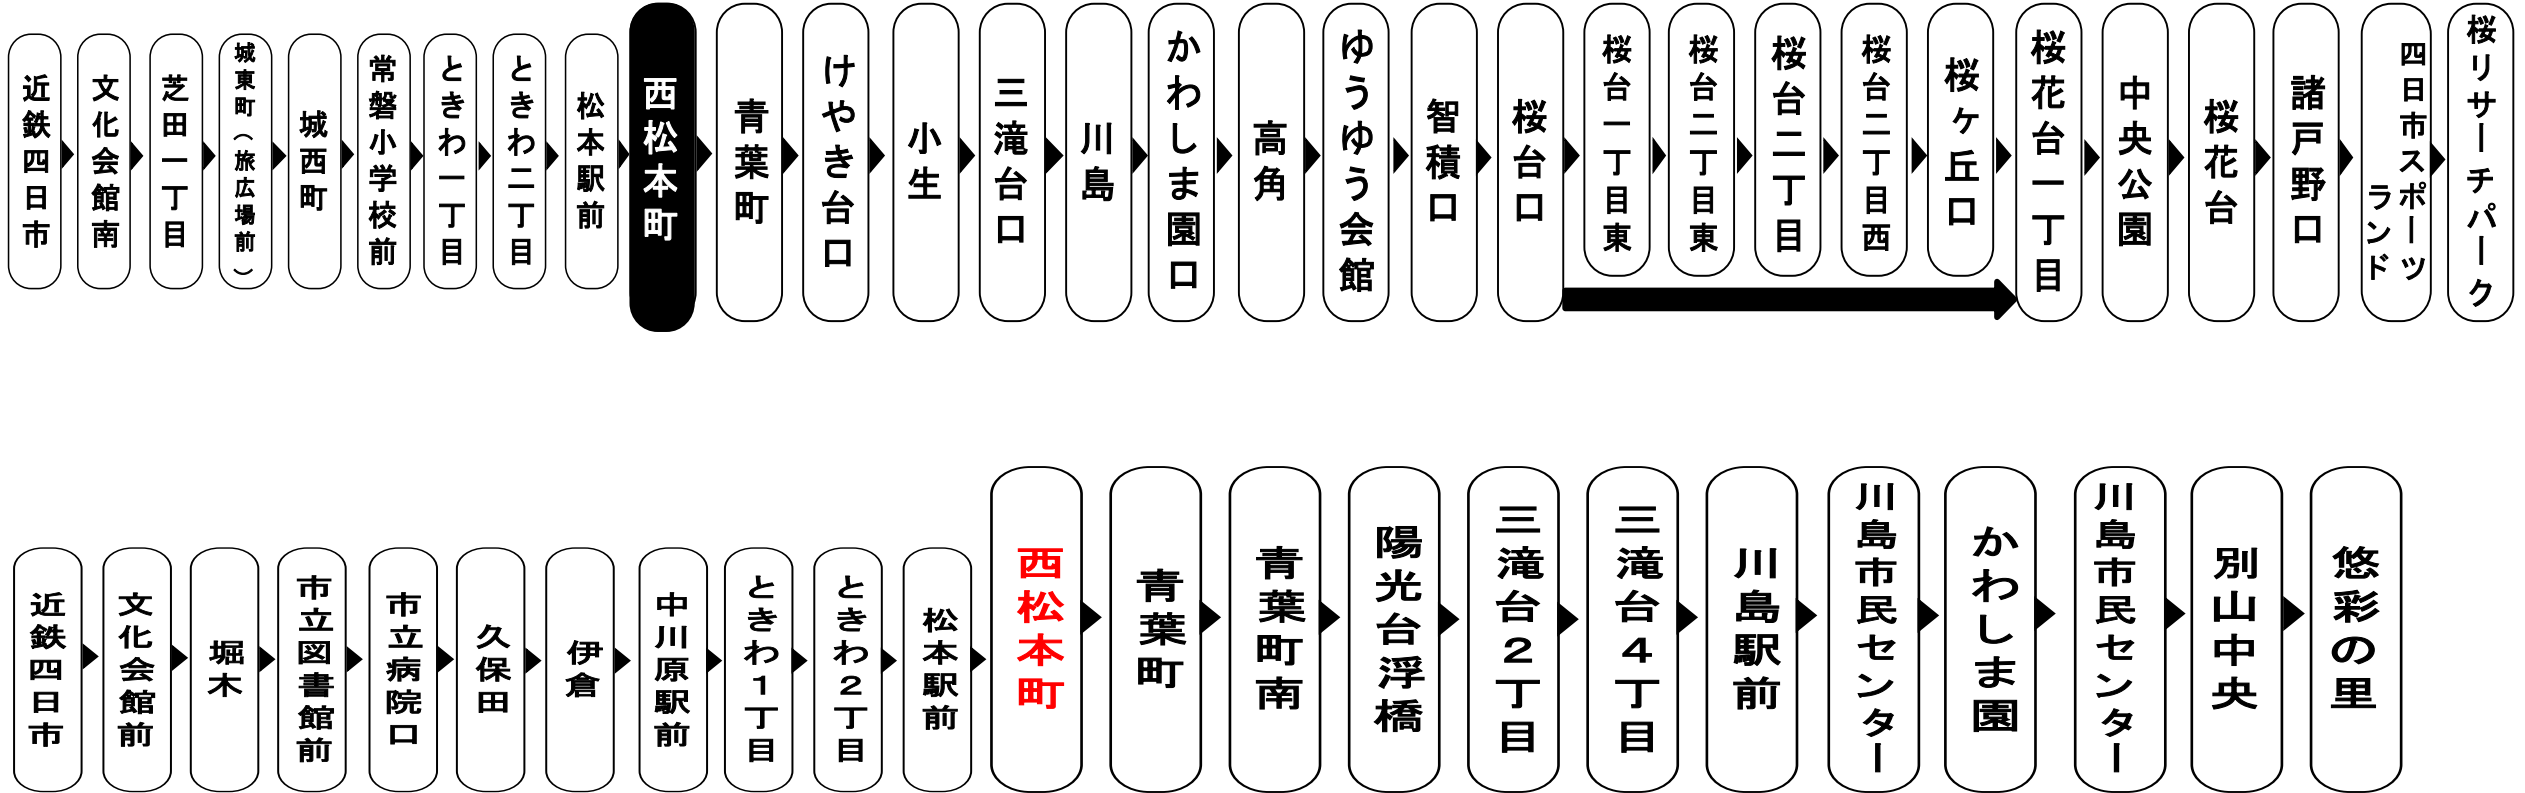 近鉄四日市
文化会館南
芝田一丁目
城東町（旅広場前）
城西町
常磐小学校前
ときわ一丁目
ときわ二丁目
松本駅前
西松本町
青葉町
けやき台口
小生
三滝台口
川島
かわしま園口
高角
ゆうゆう会館
智積口
桜台口
桜台一丁目東
桜台二丁目東
桜台二丁目
桜台二丁目西
桜ヶ丘口
桜花台一丁目
中央公園
桜花台
諸戸野口
四日市スポーツ
ランド
桜リサーチパーク
近鉄四日市
文化会館前
堀木
市立図書館前
市立病院口
久保田
伊倉
中川原駅前
ときわ1丁目
ときわ2丁目
松本駅前
西松本町
青葉町
青葉町南
陽光台浮橋
三滝台2丁目
三滝台4丁目
川島駅前
川島市民センター
かわしま園
川島市民センター
別山中央
悠彩の里